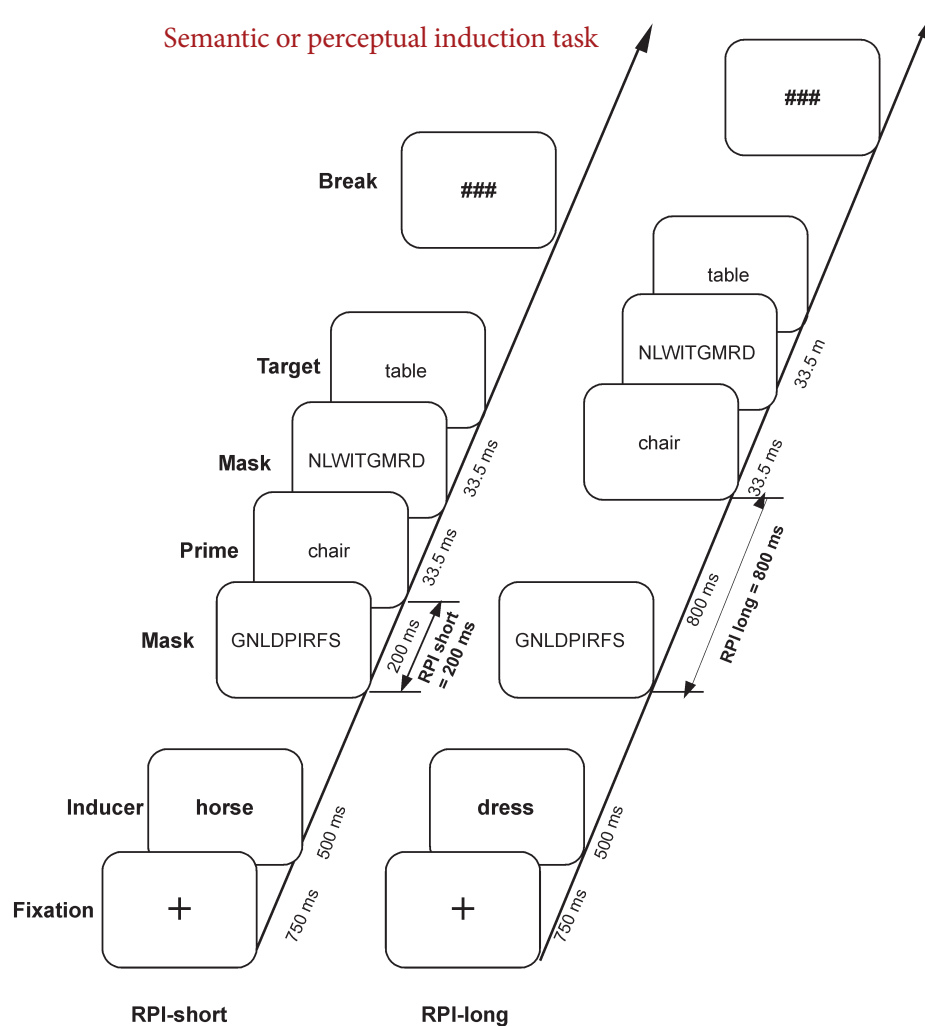 Semantic or perceptual induction task
###
###
Break
table
table
Target
NLWITGMRD
NLWITGMRD
Mask
33.5 m
chair
33.5 ms
33.5 ms
chair
Prime
33.5 ms
Mask
GNLDPIRFS
200 ms
RPI short
= 200 ms
GNLDPIRFS
800 ms
RPI long = 800 ms
Inducer
horse
500 ms
dress
500 ms
Fixation
+
750 ms
+
750 ms
RPI-short
RPI-long